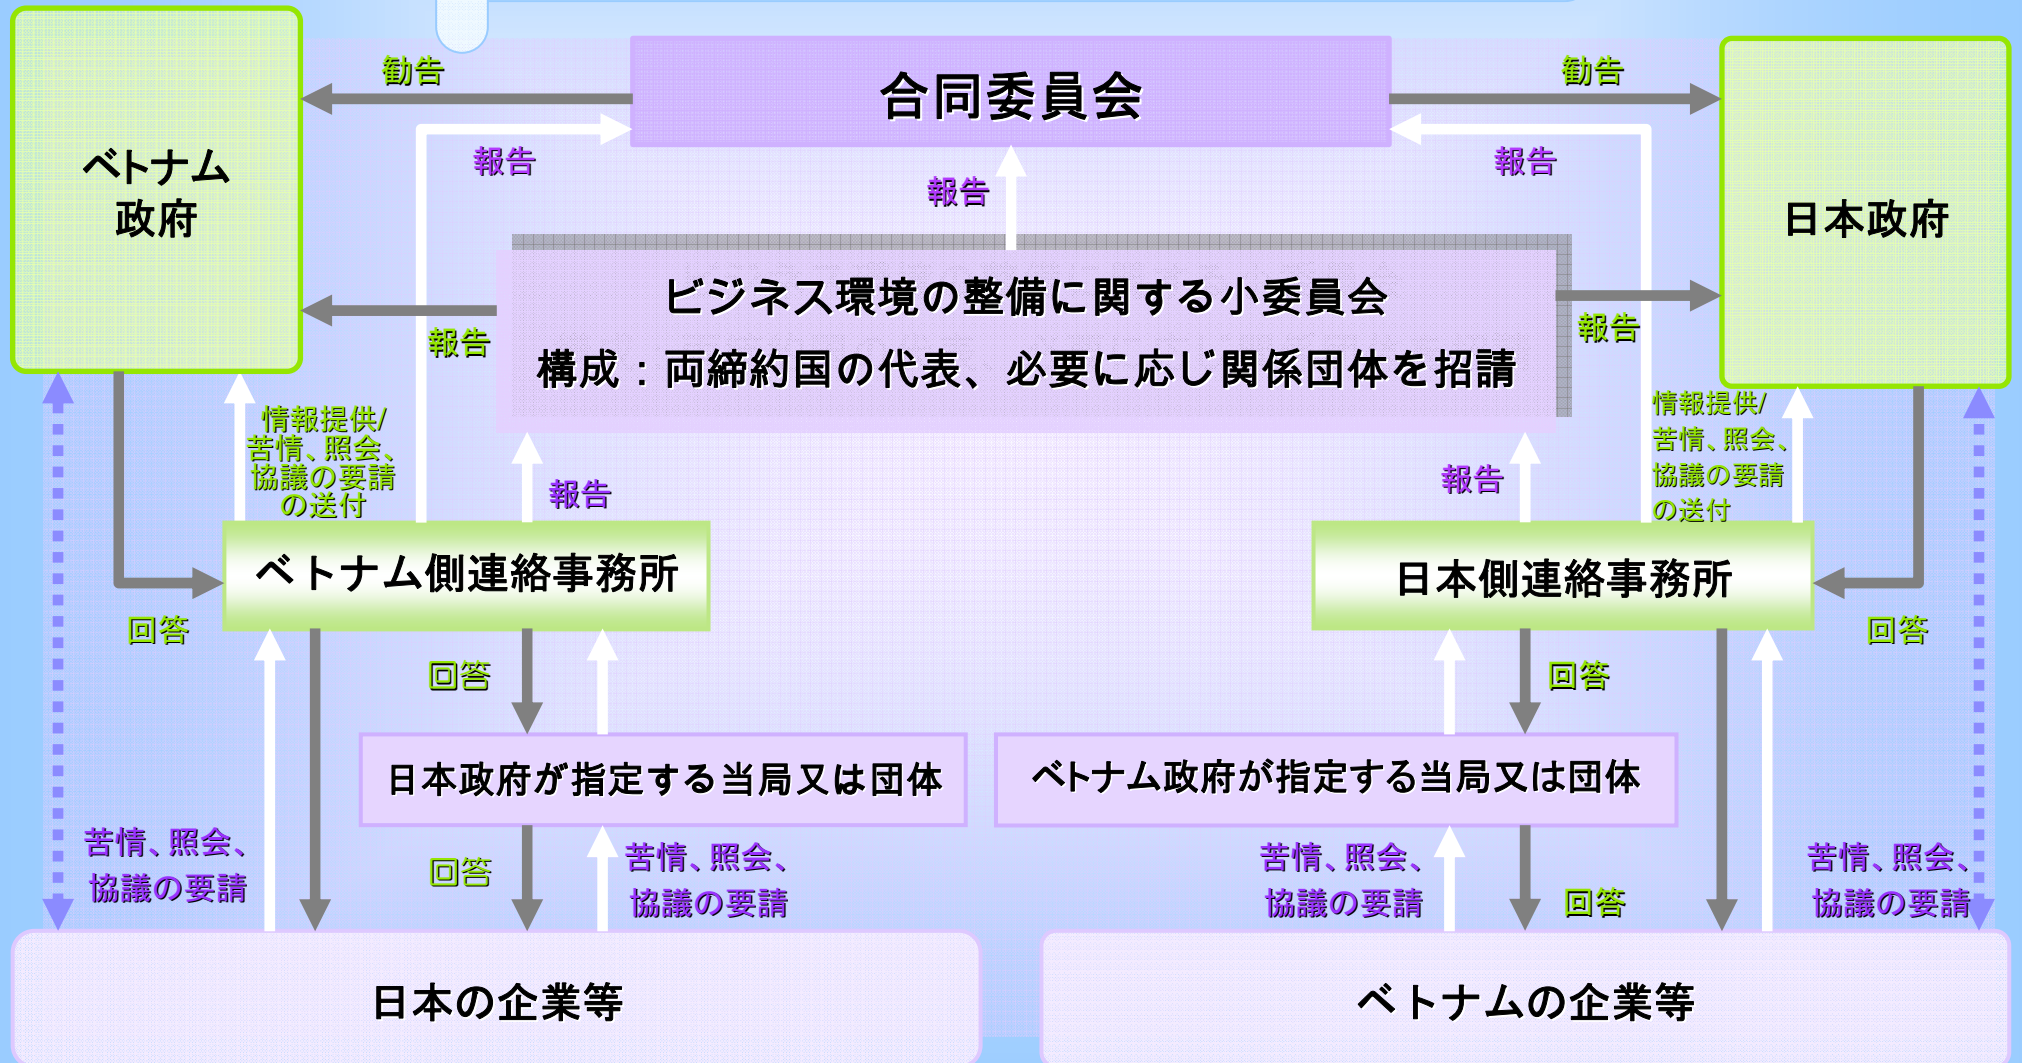 勧告
合同委員会
勧告
ベトナム
政府
報告
報告
報告
日本政府
ビジネス環境の整備に関する小委員会
構成：両締約国の代表、必要に応じ関係団体を招請
報告
報告
情報提供/
苦情、照会、
協議の要請
の送付
報告
報告
情報提供/
苦情、照会、
協議の要請
の送付
ベトナム側連絡事務所
日本側連絡事務所
回答
回答
回答
回答
日本政府が指定する当局又は団体
ベトナム政府が指定する当局又は団体
苦情、照会、
協議の要請
回答
苦情、照会、
協議の要請
苦情、照会、
協議の要請
回答
苦情、照会、
協議の要請
日本の企業等
ベトナムの企業等